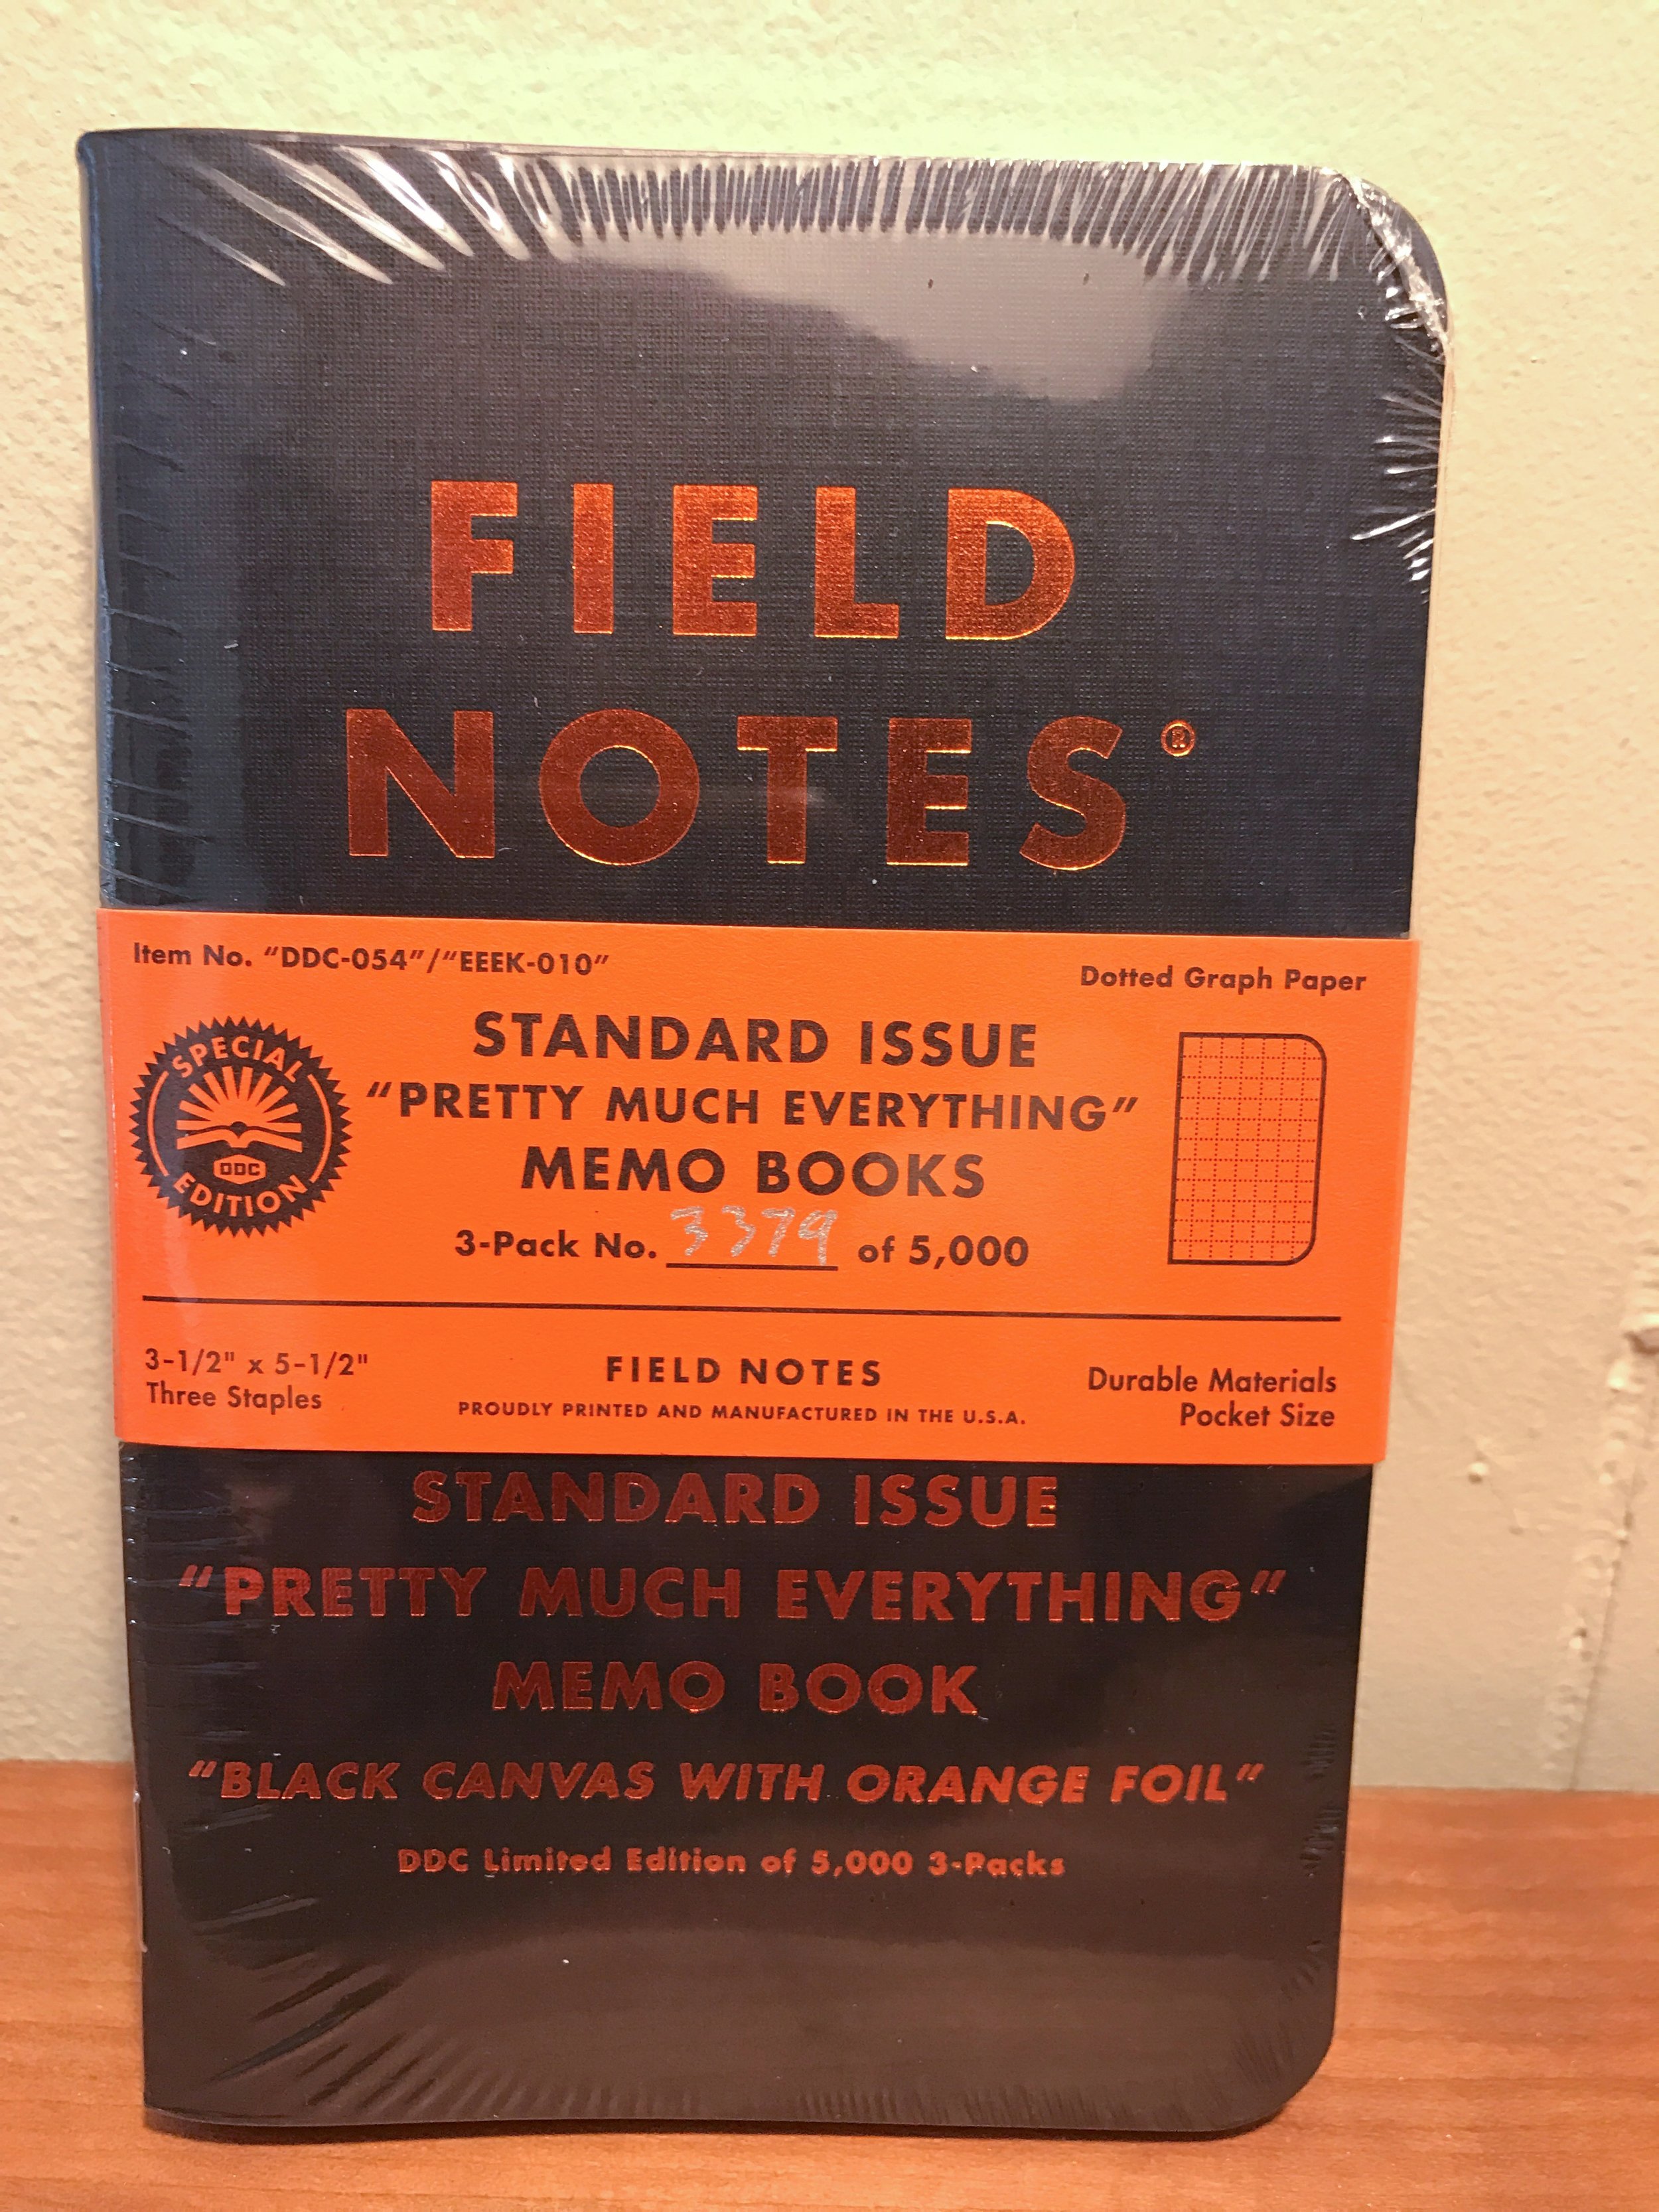 FIELD
NOTES®
Item No. “DDC-054”/“EEEK-010”
Dotted Graph Paper
SPECIAL
DDC
EDITION
STANDARD ISSUE
“PRETTY MUCH EVERYTHING”
MEMO BOOKS
3-Pack No. 3379 of 5,000
3-1/2" x 5-1/2"
Three Staples
FIELD NOTES
PROUDLY PRINTED AND MANUFACTURED IN THE U.S.A.
Durable Materials
Pocket Size
STANDARD ISSUE
“PRETTY MUCH EVERYTHING”
MEMO BOOK
“BLACK CANVAS WITH ORANGE FOIL“
DDC Limited Edition of 5,000 3-Packs